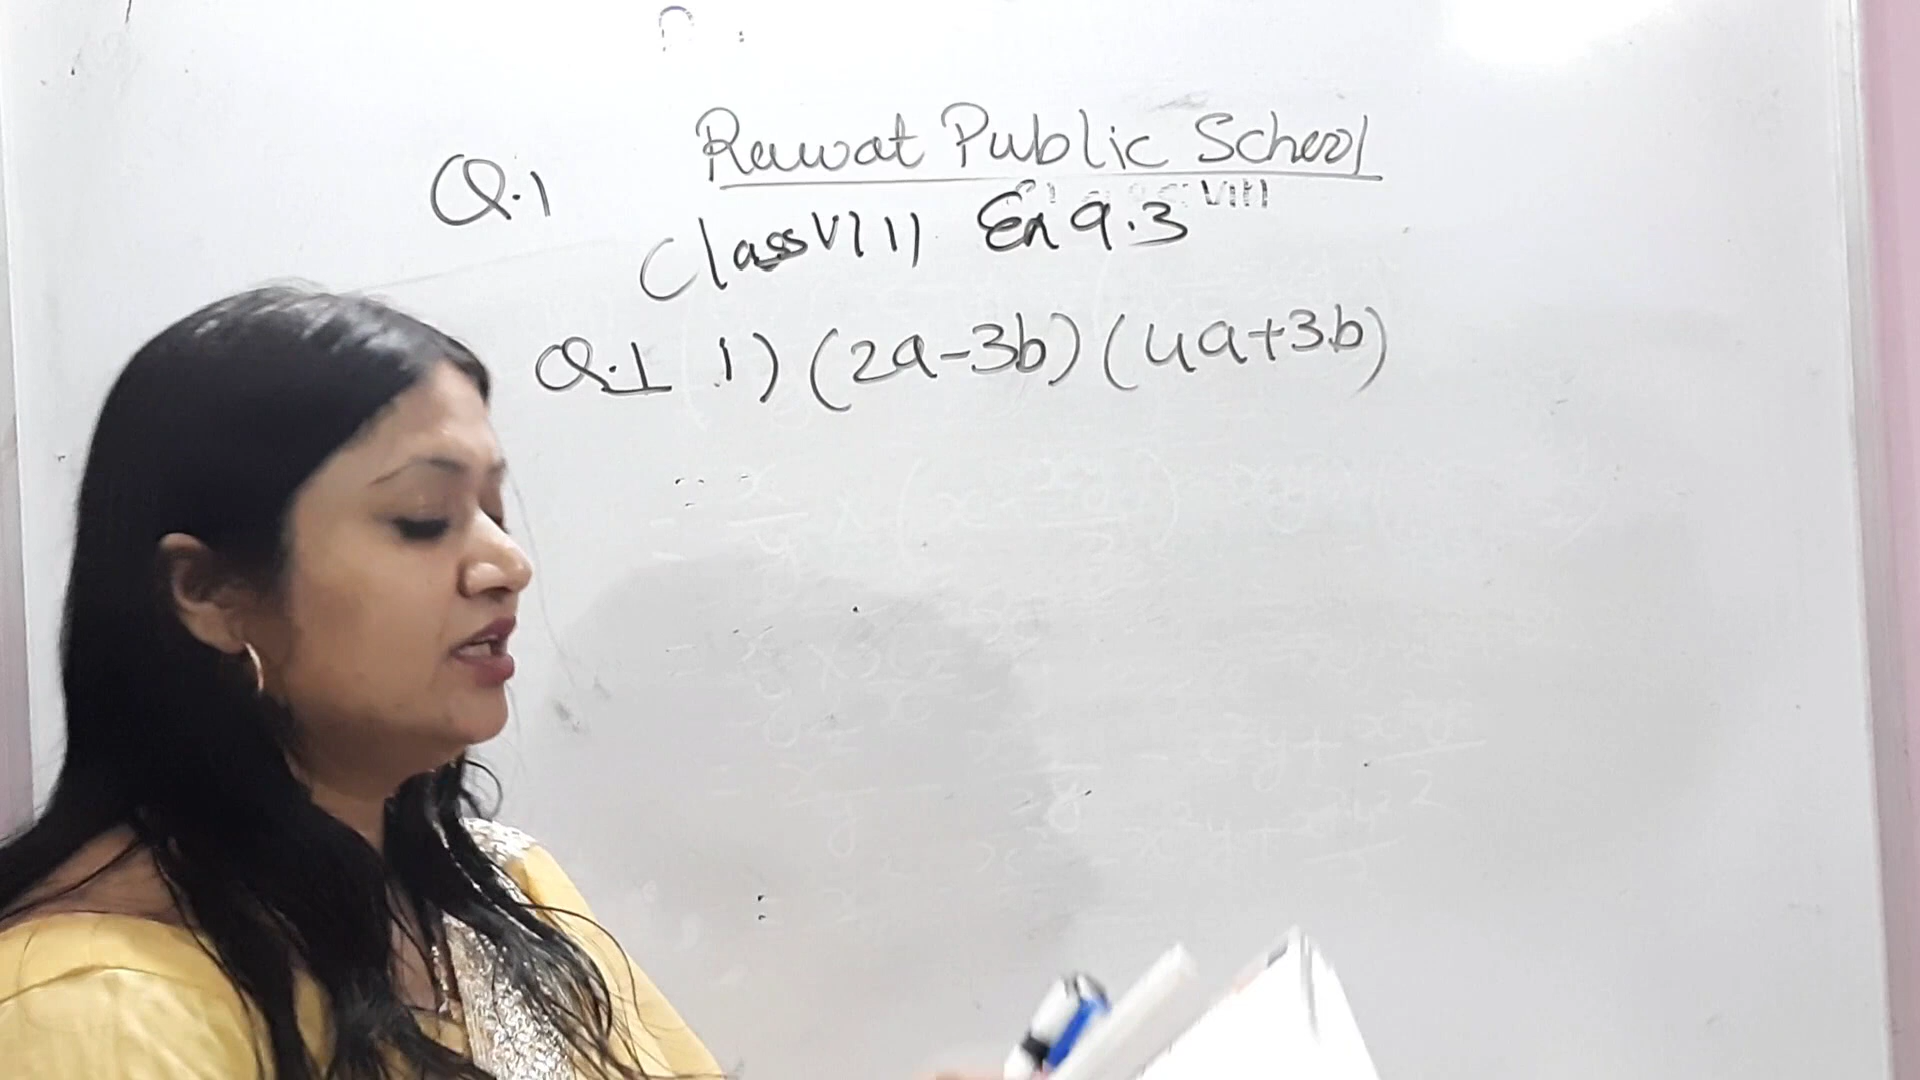 Rawat Public School
Q.1
Class VIII Ex 9.3
Q.1 1) (2a-3b) (4a+3b)